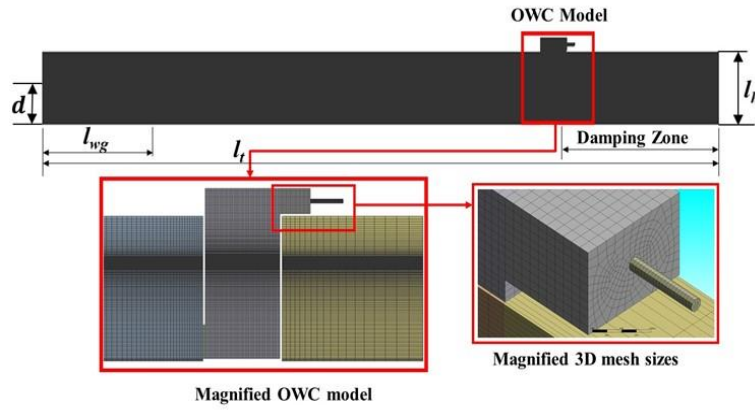 OWC Model
d
l_h
l_wg
l_t
Damping Zone
Magnified OWC model
Magnified 3D mesh sizes